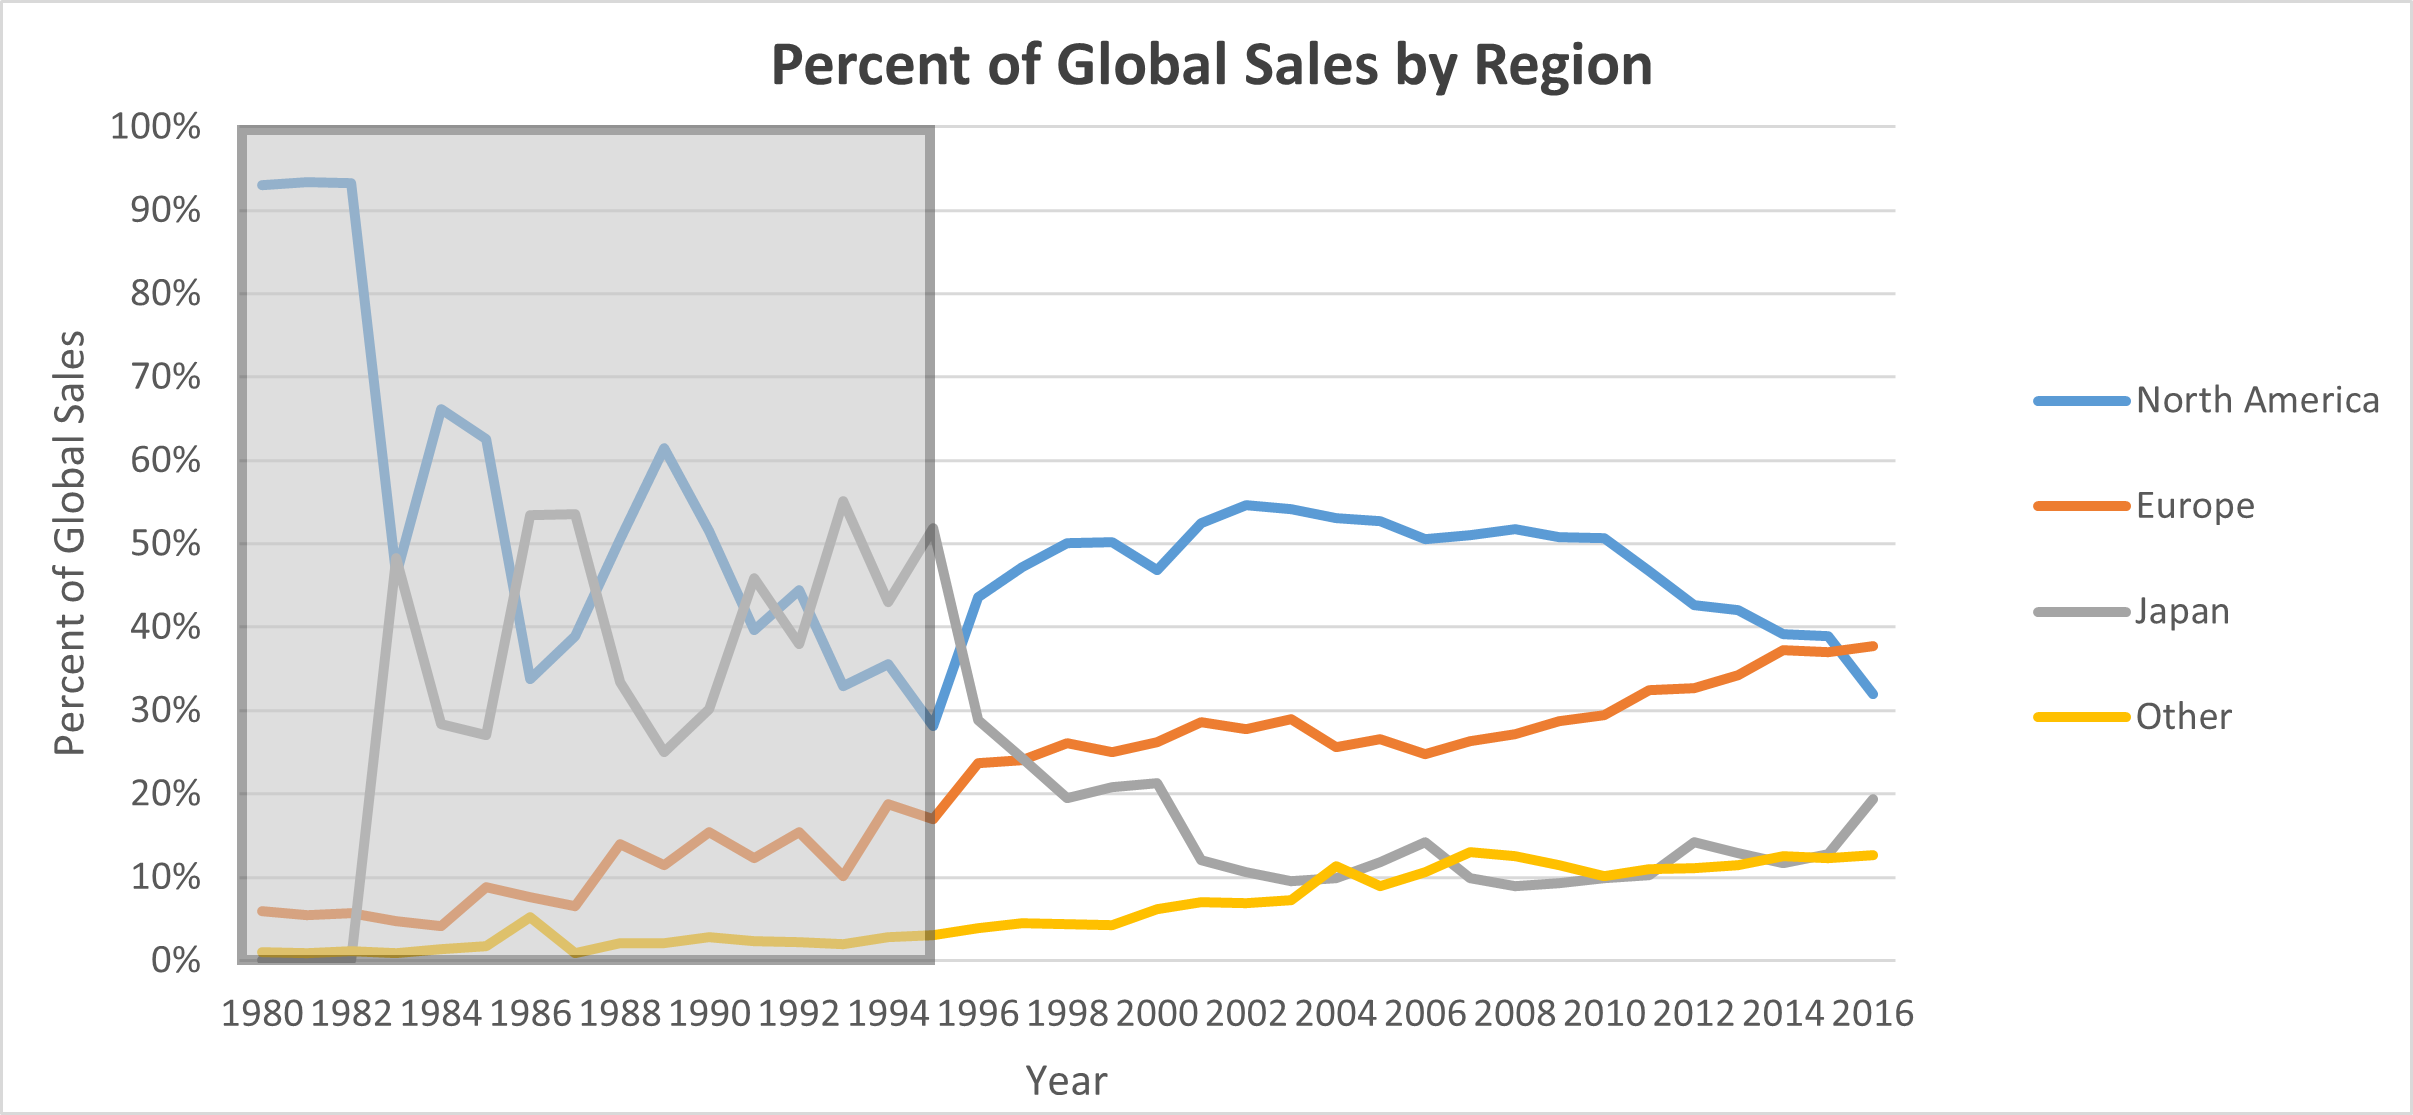 Percent of Global Sales by Region
100%
90%
80%
70%
60%
50%
40%
30%
20%
10%
0%
Percent of Global Sales
1980 1982 1984 1986 1988 1990 1992 1994 1996 1998 2000 2002 2004 2006 2008 2010 2012 2014 2016
Year
North America
Europe
Japan
Other